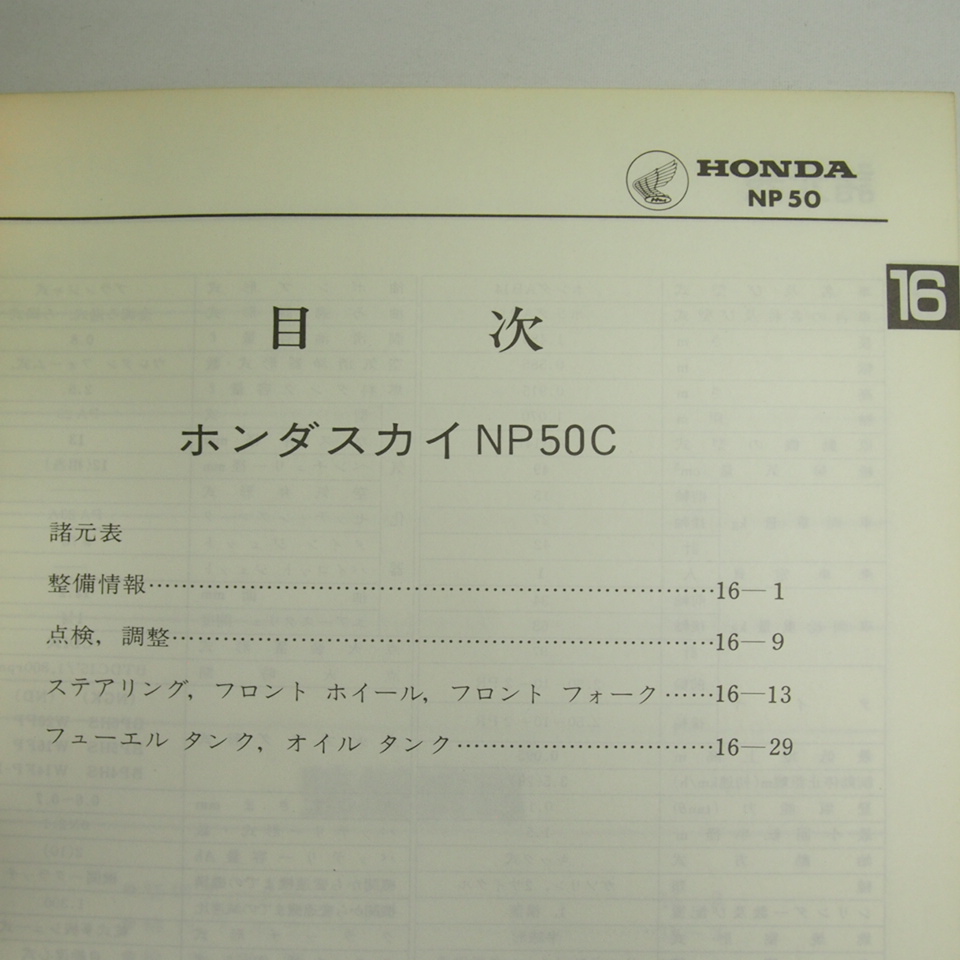 HONDA
NP50
16
目 次
ホンダスカイNP50C
諸元表
整備情報……………………………………………………………16—1
点検，調整…………………………………………………………16—9
ステアリング，フロント ホイール，フロント フォーク……16—13
フューエル タンク，オイル タンク…………………………16—29